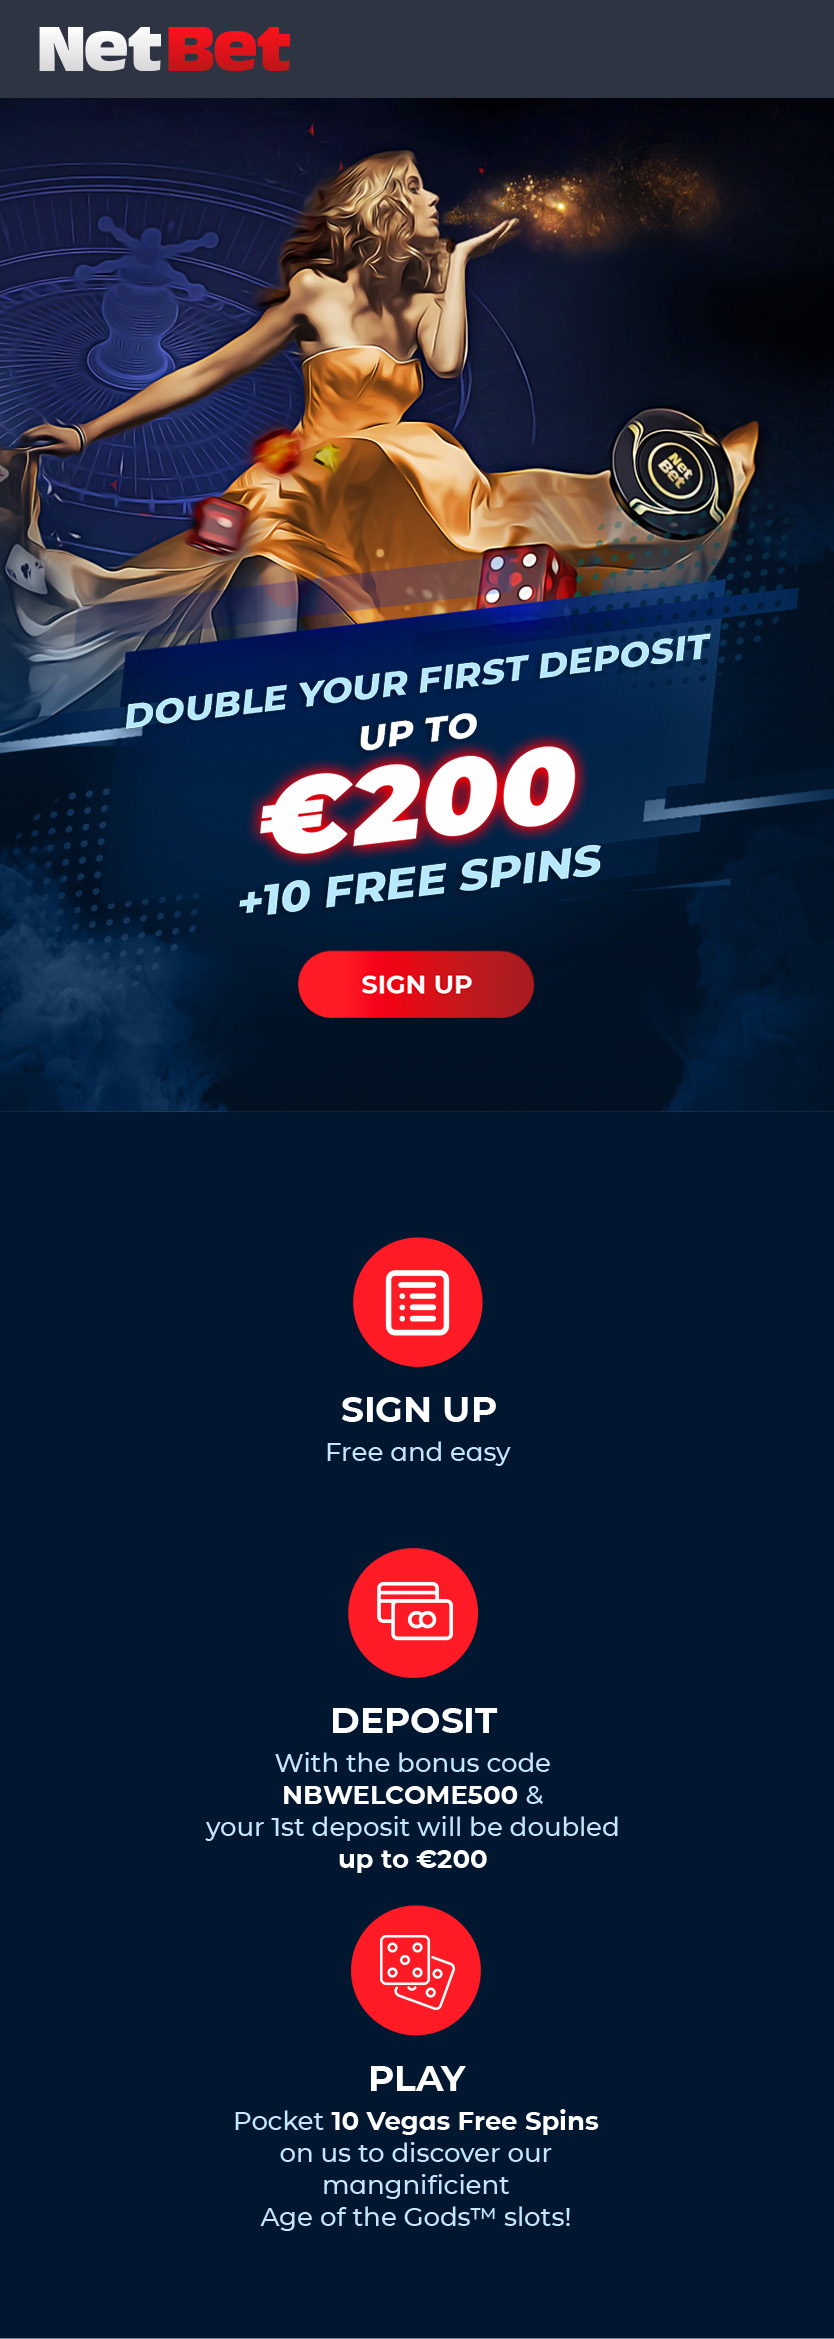 NetBet
Net
Bet
DOUBLE YOUR FIRST DEPOSIT
UP TO
€200
+10 FREE SPINS
SIGN UP
SIGN UP
Free and easy
DEPOSIT
With the bonus code
NBWELCOME500 &
your 1st deposit will be doubled
up to €200
PLAY
Pocket 10 Vegas Free Spins
on us to discover our
mangnificient
Age of the Gods™ slots!